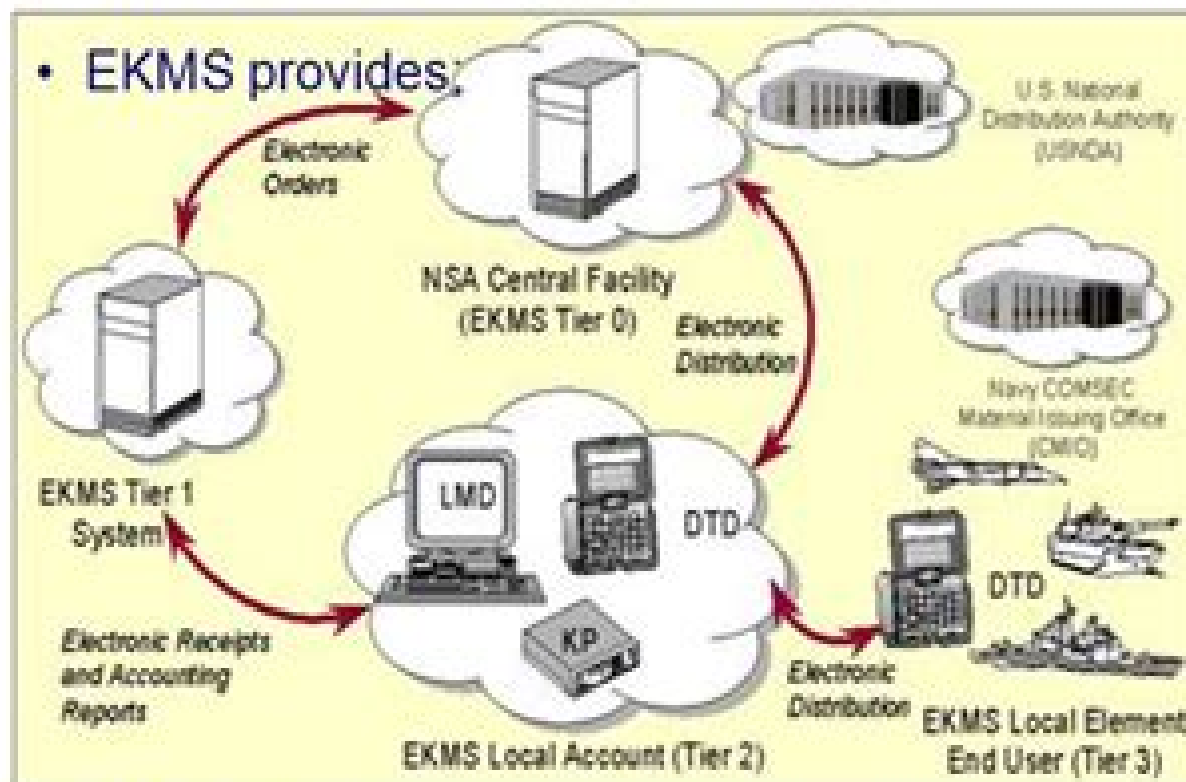 • EKMS provides:
Electronic
Orders
U.S. National
Distribution Authority
(USNDA)
NSA Central Facility
(EKMS Tier 0)
Electronic
Distribution
Navy COMSEC
Material Issuing Office
(CMIO)
EKMS Tier 1
System
LMD
DTD
KP
DTD
Electronic Receipts
and Accounting
Reports
Electronic
Distribution
EKMS Local Account (Tier 2)
EKMS Local Element
End User (Tier 3)